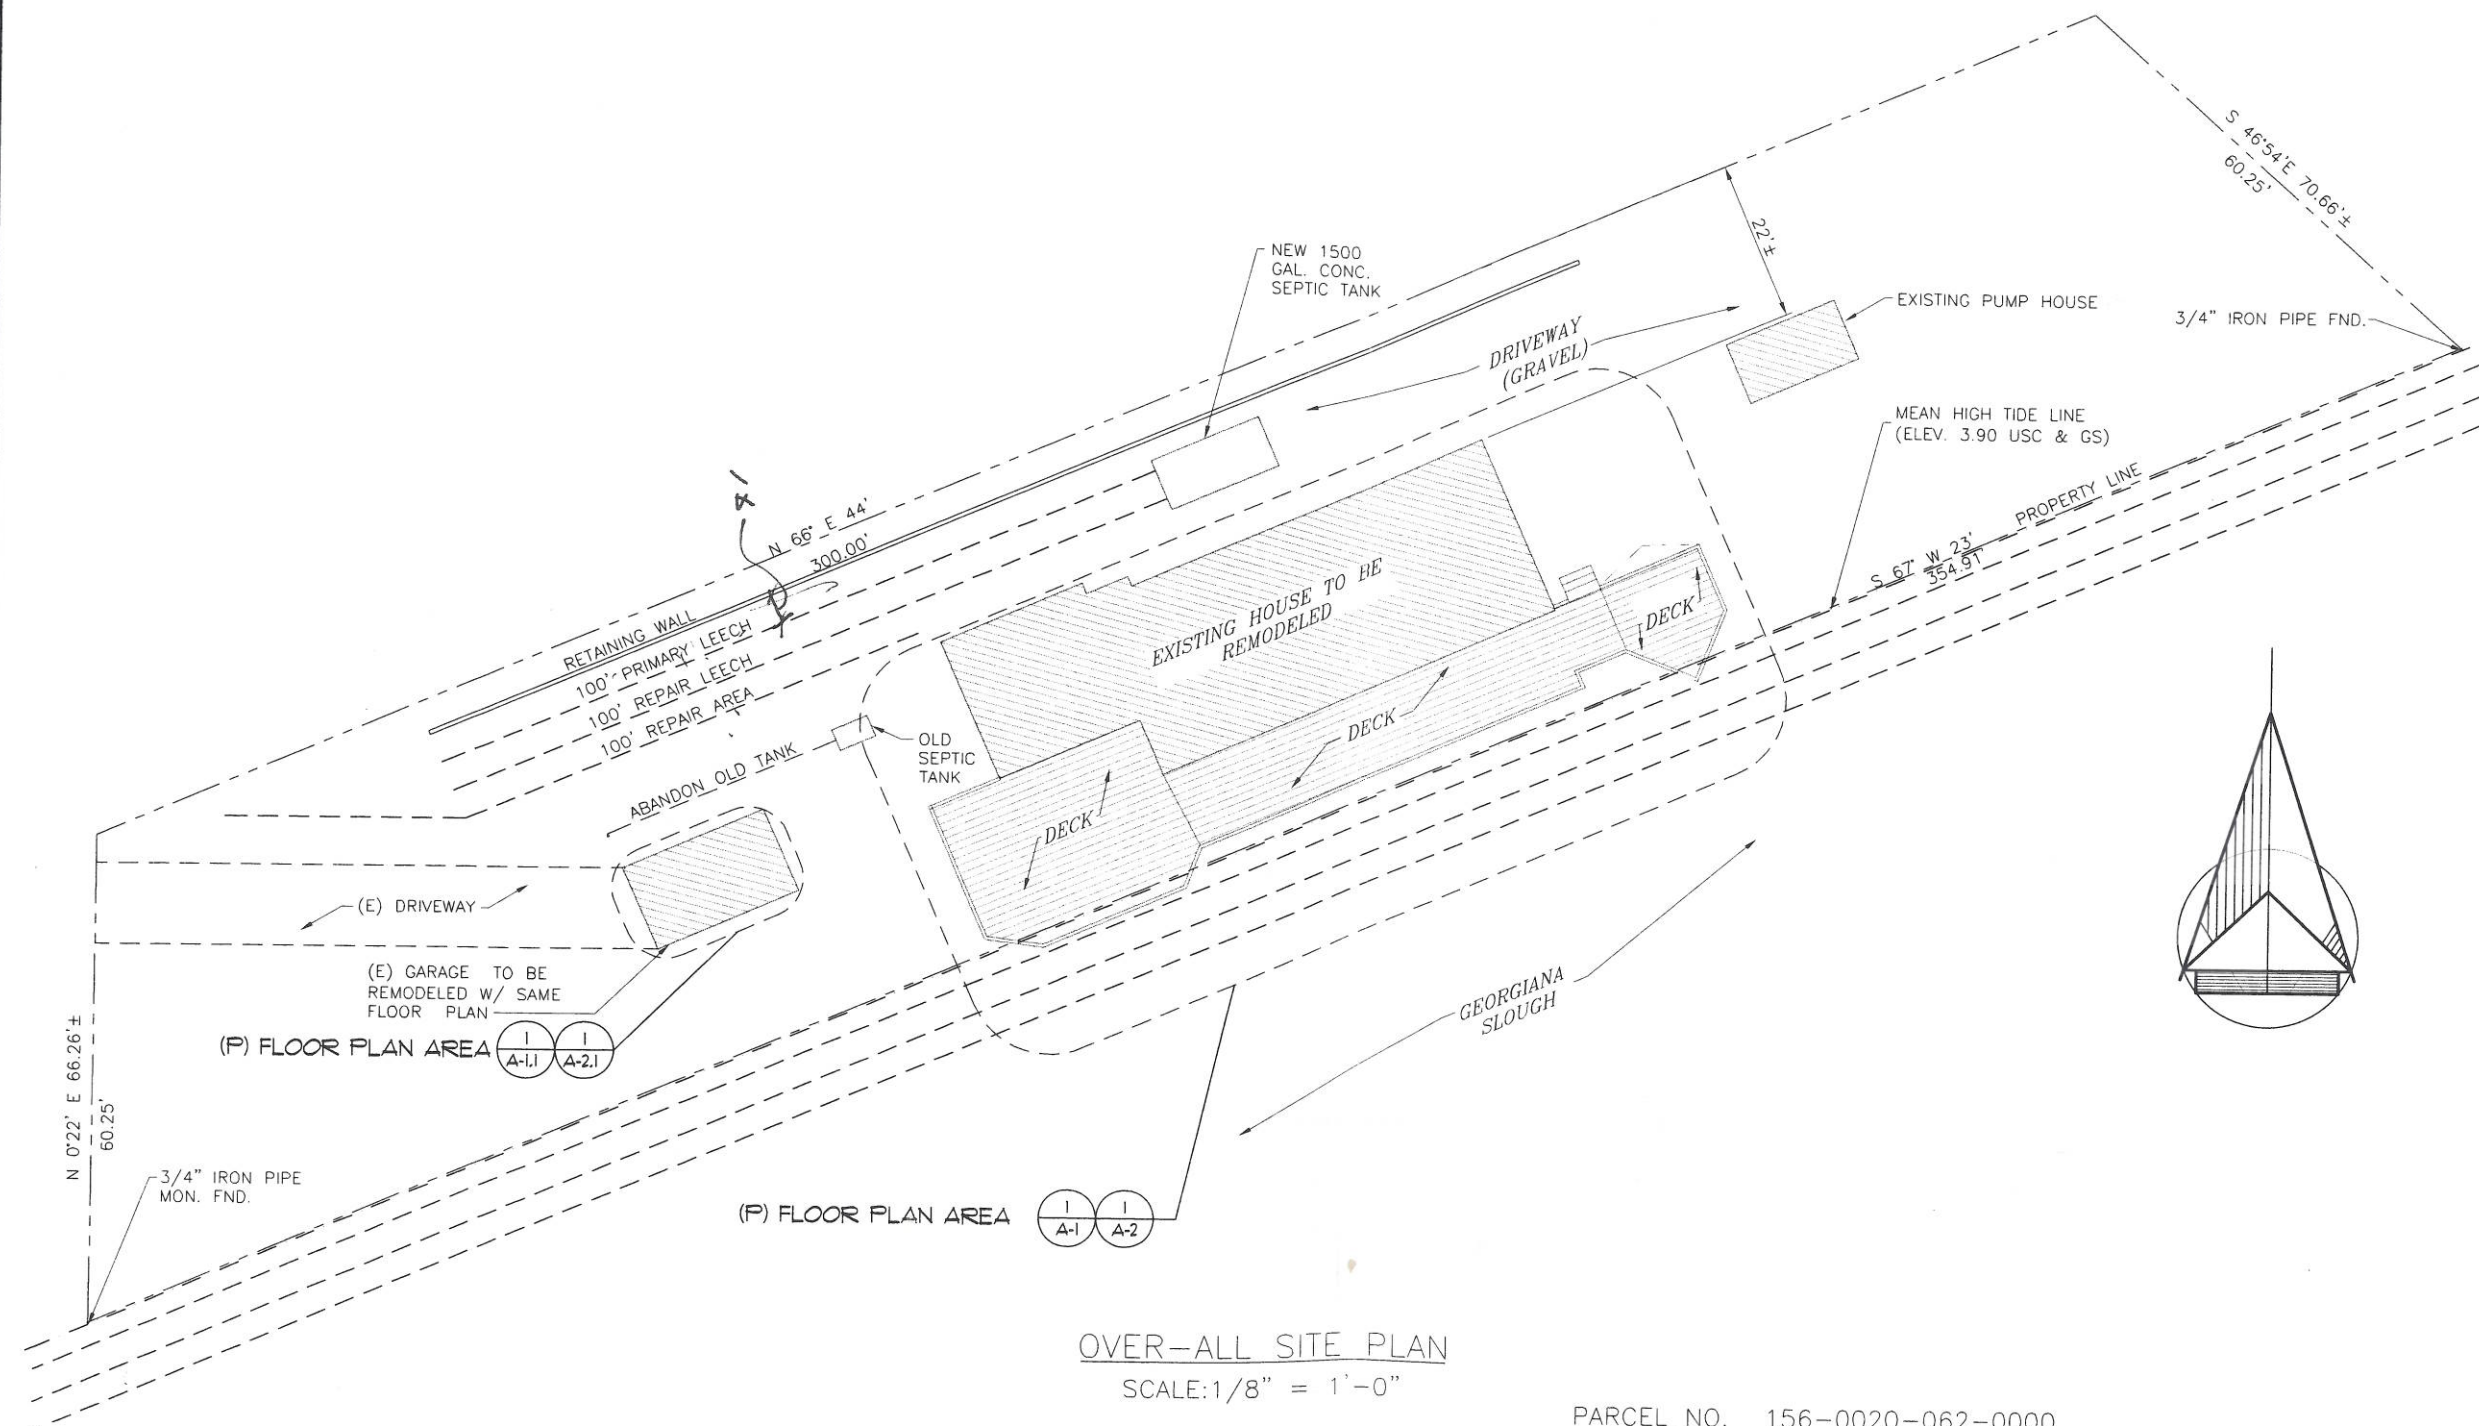 S 46°54'E 70.66'±
60.25'
22'±
NEW 1500
GAL. CONC.
SEPTIC TANK
EXISTING PUMP HOUSE
3/4" IRON PIPE FND.
DRIVEWAY
(GRAVEL)
MEAN HIGH TIDE LINE
(ELEV. 3.90 USC & GS)
PROPERTY LINE
S 67° W 23'
354.91'
N 66° E 44'
300.00'
RETAINING WALL
100' PRIMARY LEECH
100' REPAIR LEECH
100' REPAIR AREA
EXISTING HOUSE TO BE
REMODELED
DECK
DECK
DECK
OLD
SEPTIC
TANK
ABANDON OLD TANK
(E) DRIVEWAY
(E) GARAGE TO BE
REMODELED W/ SAME
FLOOR PLAN
(P) FLOOR PLAN AREA
1
A-1.1
1
A-2.1
GEORGIANA
SLOUGH
N 0°22' E 66.26'±
60.25'
3/4" IRON PIPE
MON. FND.
(P) FLOOR PLAN AREA
1
A-1
1
A-2
OVER-ALL SITE PLAN
SCALE:1/8" = 1'-0"
PARCEL NO. 156-0020-062-0000